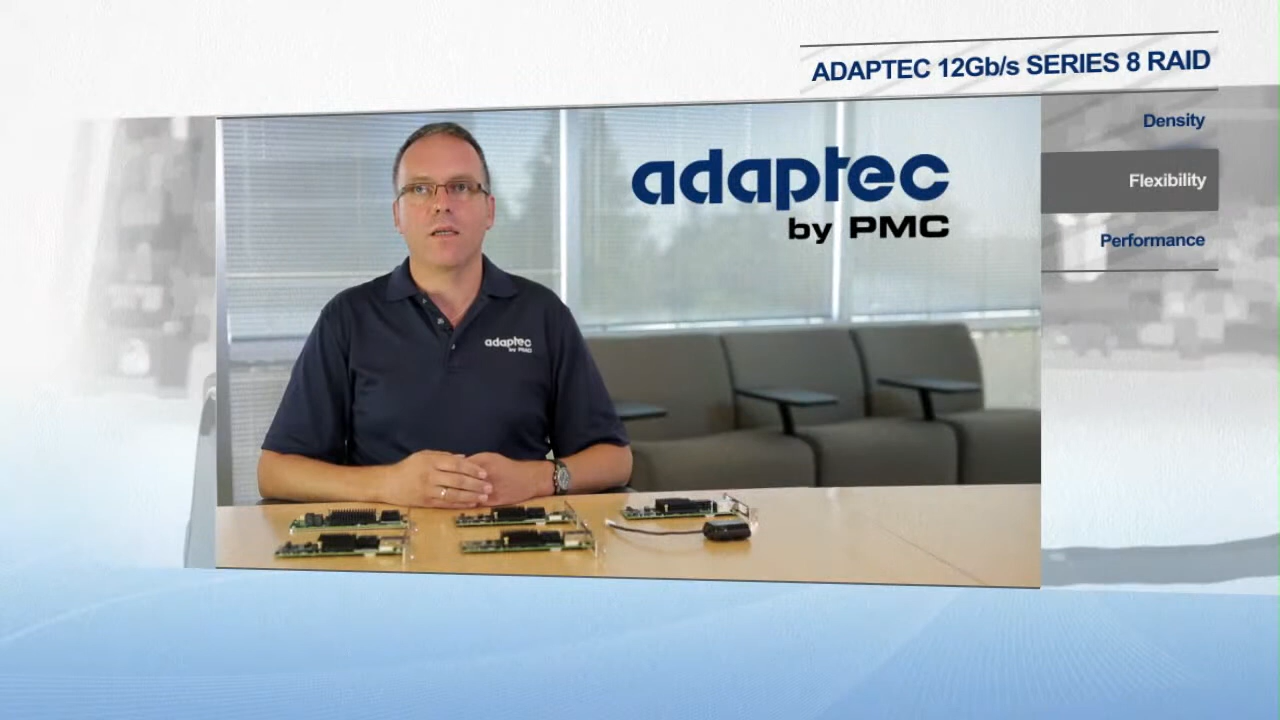 ADAPTEC 12Gb/s SERIES 8 RAID
Density
Flexibility
Performance
adaptec
by PMC
adaptec
by PMC